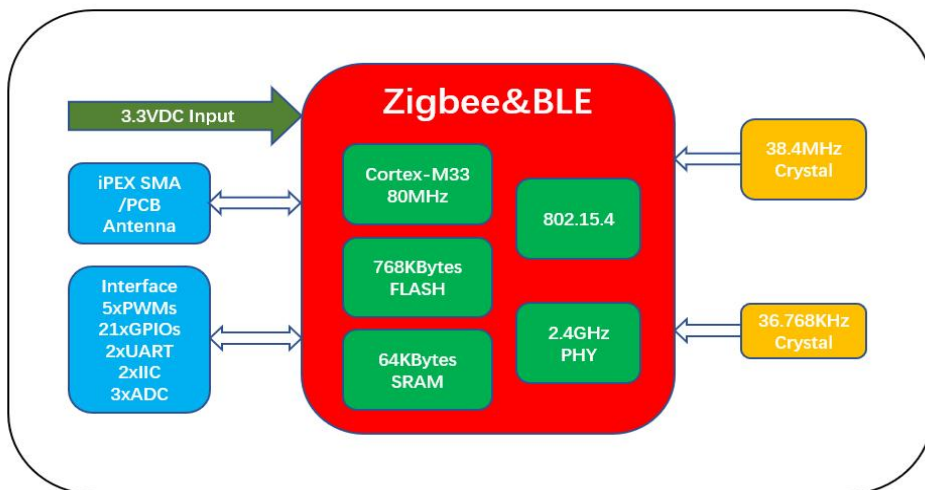 Zigbee&BLE
3.3VDC Input
iPEX SMA
/PCB
Antenna
Interface
5xPWMs
21xGPIOs
2xUART
2xIIC
3xADC
Cortex-M33
80MHz
768KBytes
FLASH
64KBytes
SRAM
802.15.4
2.4GHz
PHY
38.4MHz
Crystal
36.768KHz
Crystal